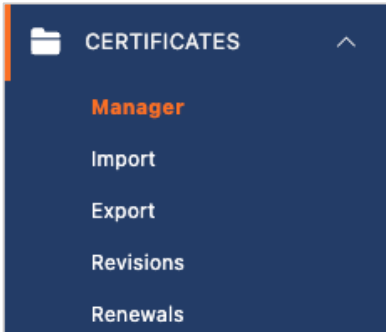 CERTIFICATES
Manager
Import
Export
Revisions
Renewals